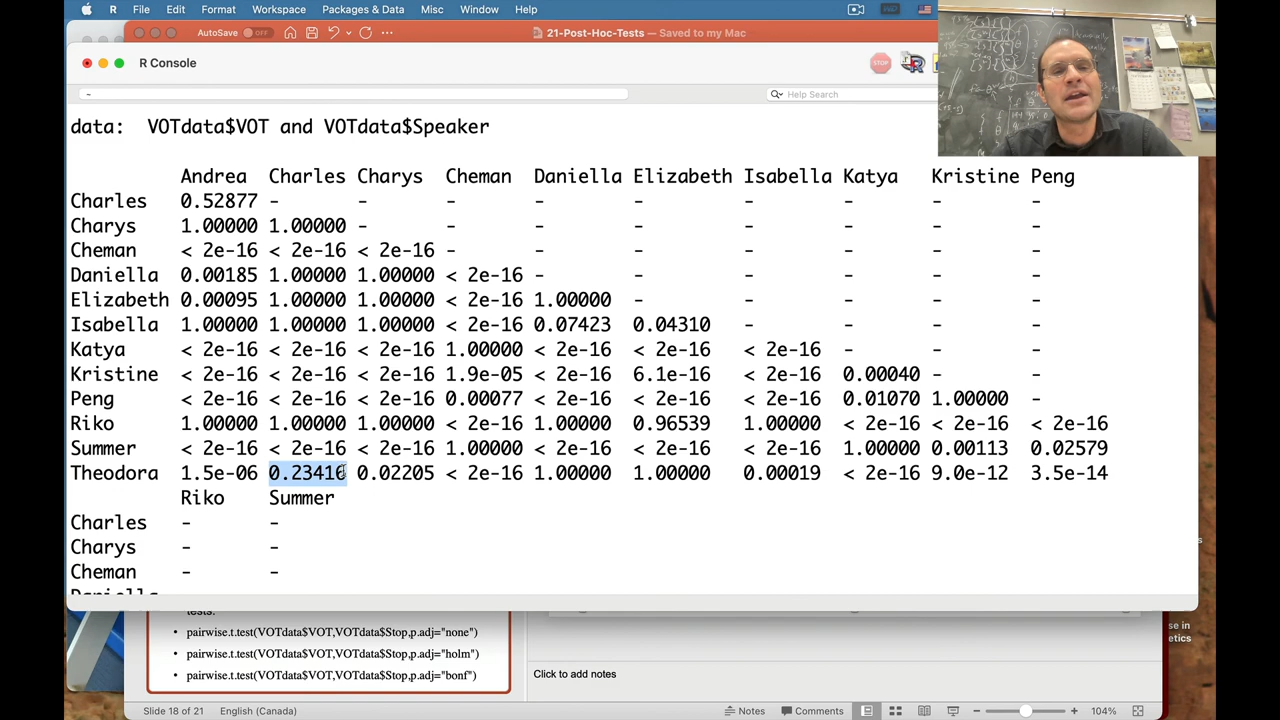 R File Edit Format Workspace Packages & Data Misc Window Help
AutoSave OFF 21-Post-Hoc-Tests — Saved to my Mac
R Console
STOP
~ Help Search
data: VOTdata$VOT and VOTdata$Speaker
Andrea Charles Charys Cheman Daniella Elizabeth Isabella Katya Kristine Peng
Charles 0.52877 - - - - - - - - -
Charys 1.00000 1.00000 - - - - - - - -
Cheman < 2e-16 < 2e-16 < 2e-16 - - - - - - -
Daniella 0.00185 1.00000 1.00000 < 2e-16 - - - - - -
Elizabeth 0.00095 1.00000 1.00000 < 2e-16 1.00000 - - - - -
Isabella 1.00000 1.00000 1.00000 < 2e-16 0.07423 0.04310 - - - -
Katya < 2e-16 < 2e-16 < 2e-16 1.00000 < 2e-16 < 2e-16 < 2e-16 - - -
Kristine < 2e-16 < 2e-16 < 2e-16 1.9e-05 < 2e-16 6.1e-16 < 2e-16 0.00040 - -
Peng < 2e-16 < 2e-16 < 2e-16 0.00077 < 2e-16 < 2e-16 < 2e-16 0.01070 1.00000 -
Riko 1.00000 1.00000 1.00000 < 2e-16 1.00000 0.96539 1.00000 < 2e-16 < 2e-16 < 2e-16
Summer < 2e-16 < 2e-16 < 2e-16 1.00000 < 2e-16 < 2e-16 < 2e-16 1.00000 0.00113 0.02579
Theodora 1.5e-06 0.23416 0.02205 < 2e-16 1.00000 1.00000 0.00019 < 2e-16 9.0e-12 3.5e-14
Riko Summer
Charles - -
Charys - -
Cheman - -
Daniella
tests:
• pairwise.t.test(VOTdata$VOT,VOTdata$Stop,p.adj="none")
• pairwise.t.test(VOTdata$VOT,VOTdata$Stop,p.adj="holm")
• pairwise.t.test(VOTdata$VOT,VOTdata$Stop,p.adj="bonf")
Click to add notes
se in
etics
Slide 18 of 21 English (Canada) Notes Comments 104%